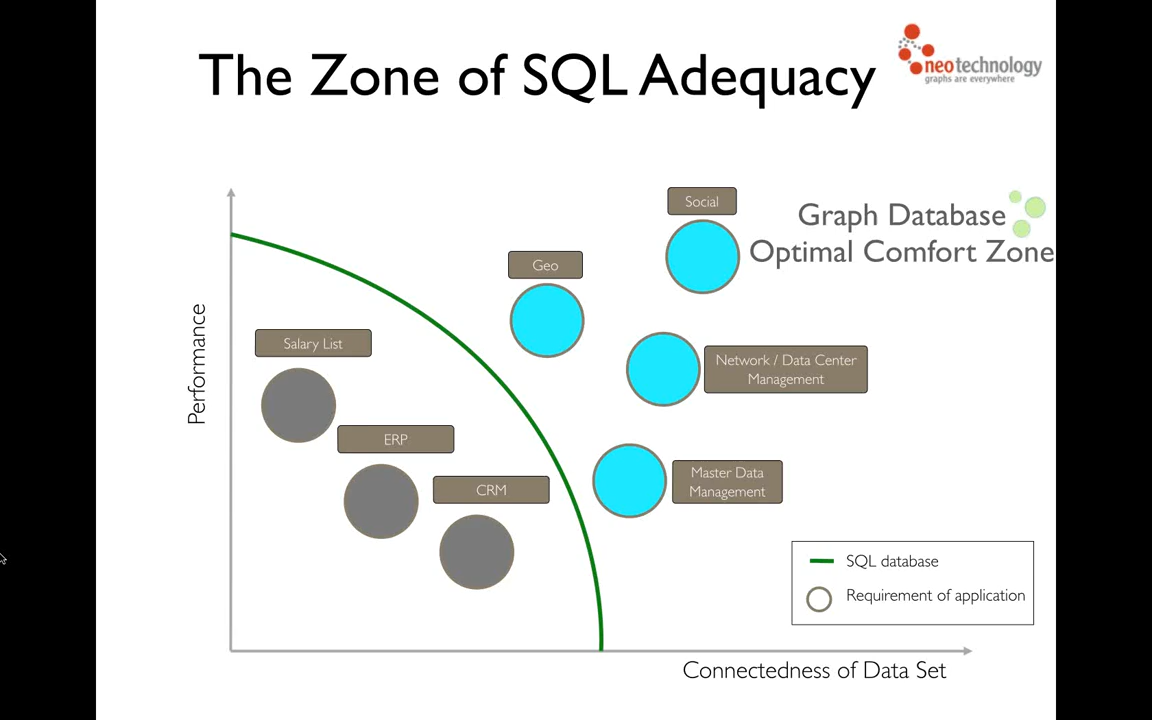 The Zone of SQL Adequacy
neotechnology
graphs are everywhere
Social
Graph Database
Optimal Comfort Zone
Geo
Performance
Salary List
Network / Data Center
Management
ERP
CRM
Master Data
Management
SQL database
Requirement of application
Connectedness of Data Set